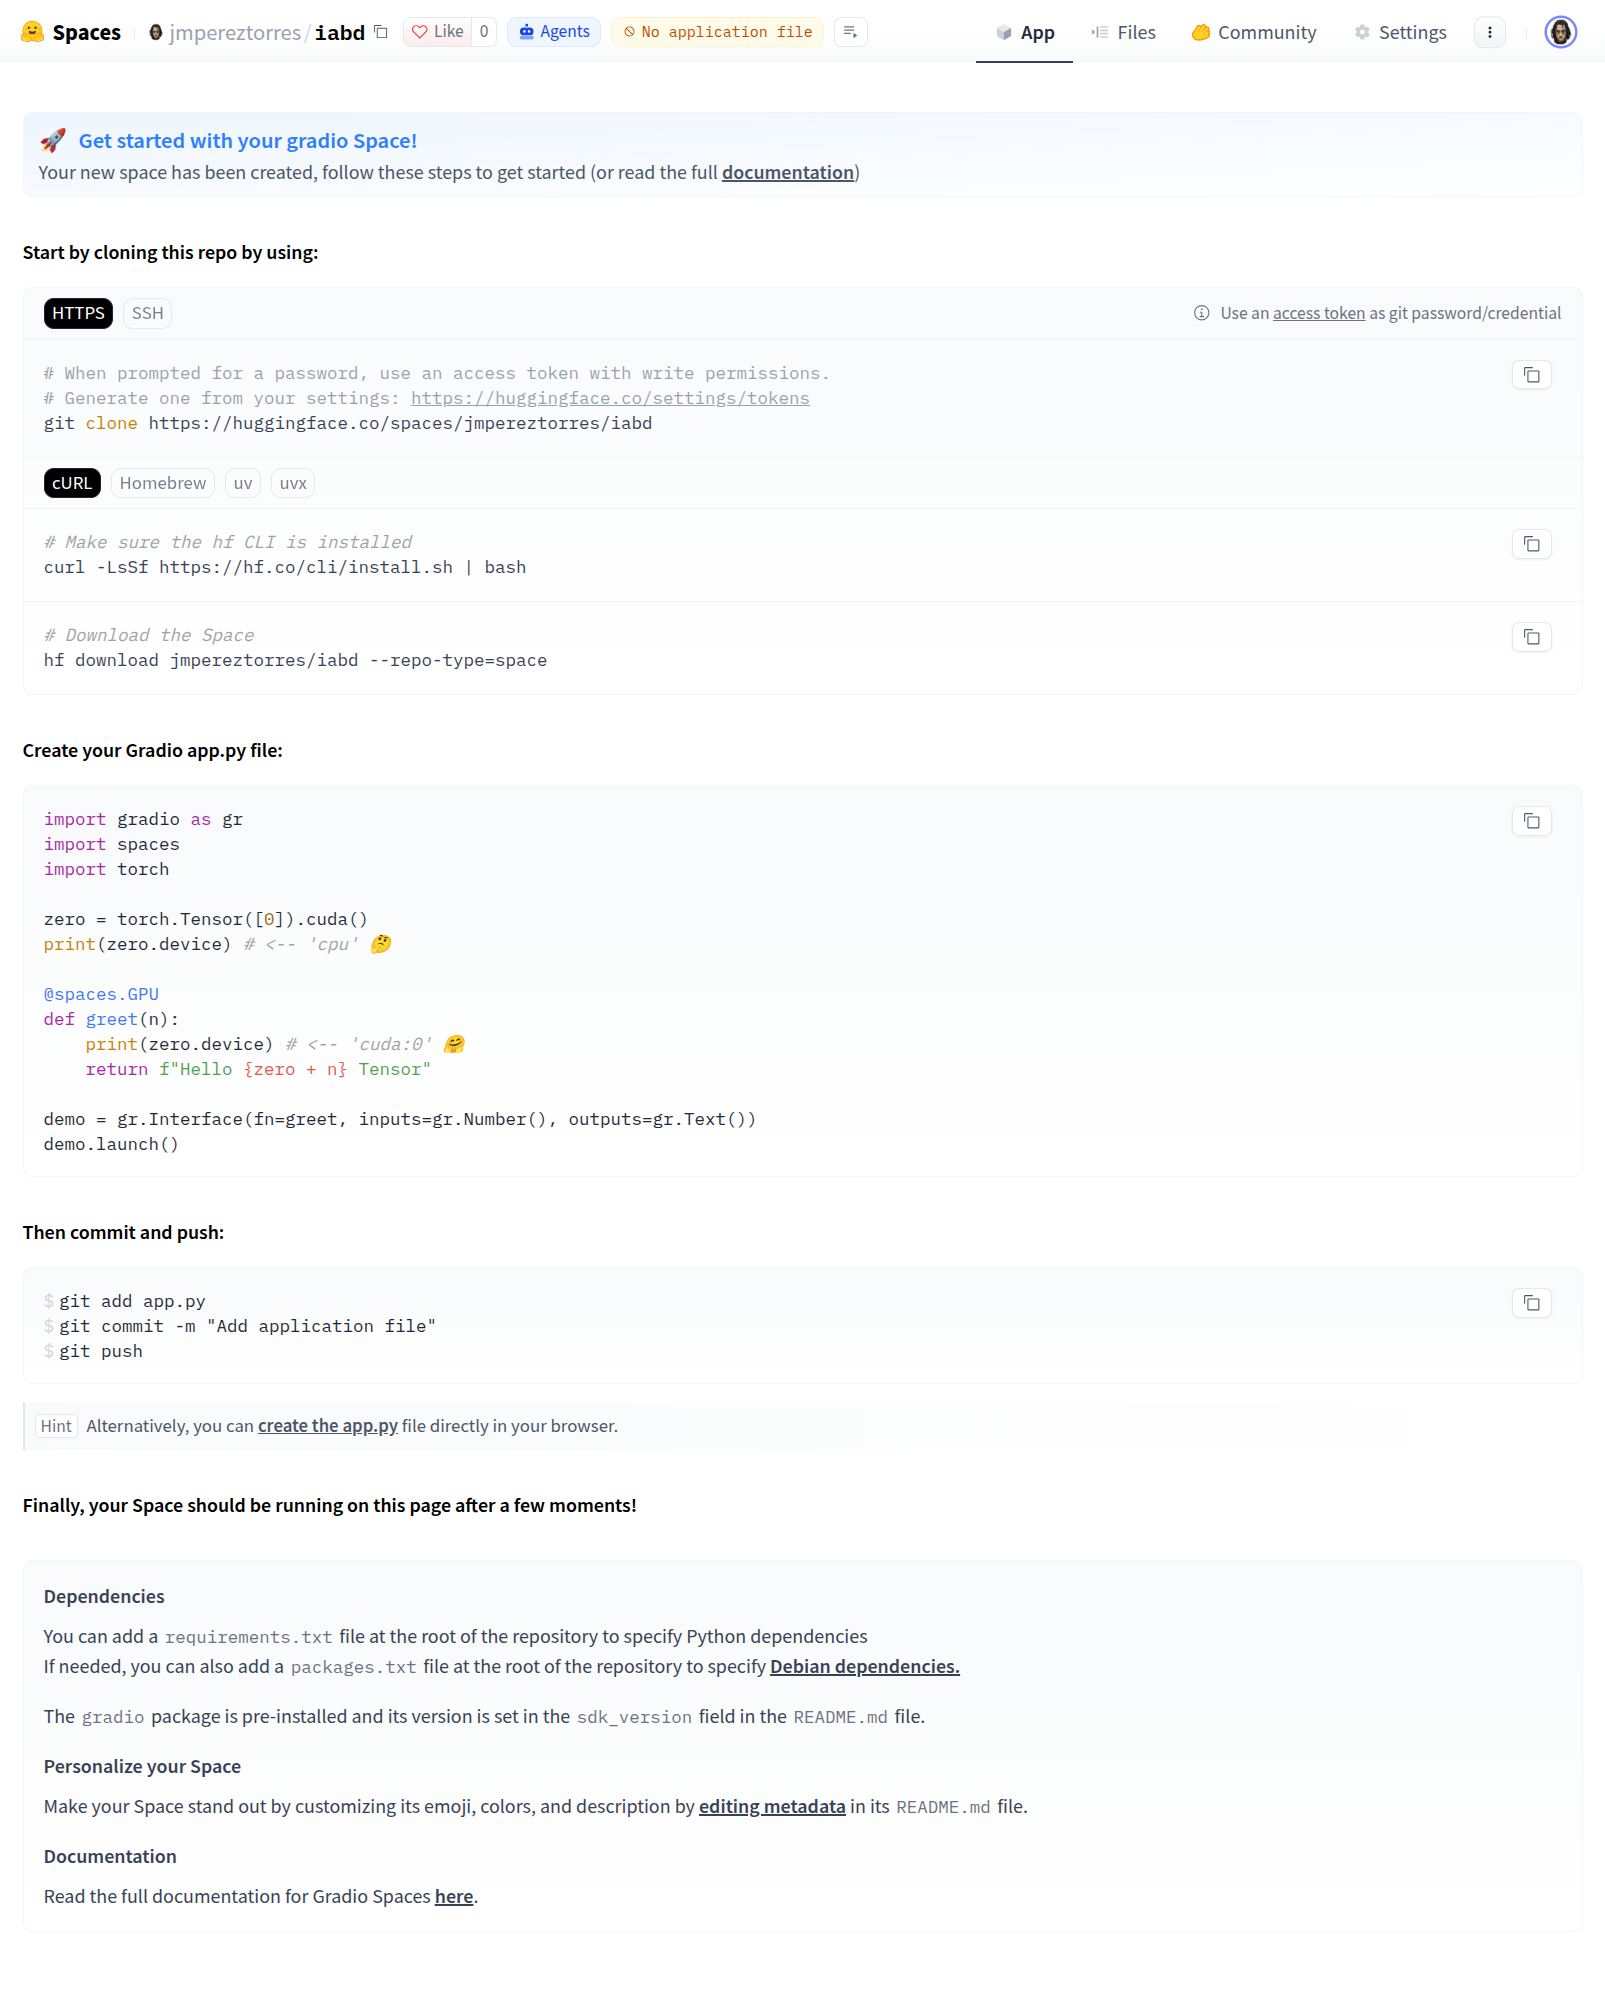 Spaces jmpereztorres/iabd Like 0 Agents No application file App Files Community Settings
🚀 Get started with your gradio Space!
Your new space has been created, follow these steps to get started (or read the full documentation)
Start by cloning this repo by using:
HTTPS SSH Use an access token as git password/credential
# When prompted for a password, use an access token with write permissions.
# Generate one from your settings: https://huggingface.co/settings/tokens
git clone https://huggingface.co/spaces/jmpereztorres/iabd
cURL Homebrew uv uvx
# Make sure the hf CLI is installed
curl -LsSf https://hf.co/cli/install.sh | bash
# Download the Space
hf download jmpereztorres/iabd --repo-type=space
Create your Gradio app.py file:
import gradio as gr
import spaces
import torch
zero = torch.Tensor([0]).cuda()
print(zero.device) # <-- 'cpu' 🤔
@spaces.GPU
def greet(n):
    print(zero.device) # <-- 'cuda:0' 🤗
    return f"Hello {zero + n} Tensor"
demo = gr.Interface(fn=greet, inputs=gr.Number(), outputs=gr.Text())
demo.launch()
Then commit and push:
$ git add app.py
$ git commit -m "Add application file"
$ git push
Hint Alternatively, you can create the app.py file directly in your browser.
Finally, your Space should be running on this page after a few moments!
Dependencies
You can add a requirements.txt file at the root of the repository to specify Python dependencies
If needed, you can also add a packages.txt file at the root of the repository to specify Debian dependencies.
The gradio package is pre-installed and its version is set in the sdk_version field in the README.md file.
Personalize your Space
Make your Space stand out by customizing its emoji, colors, and description by editing metadata in its README.md file.
Documentation
Read the full documentation for Gradio Spaces here.